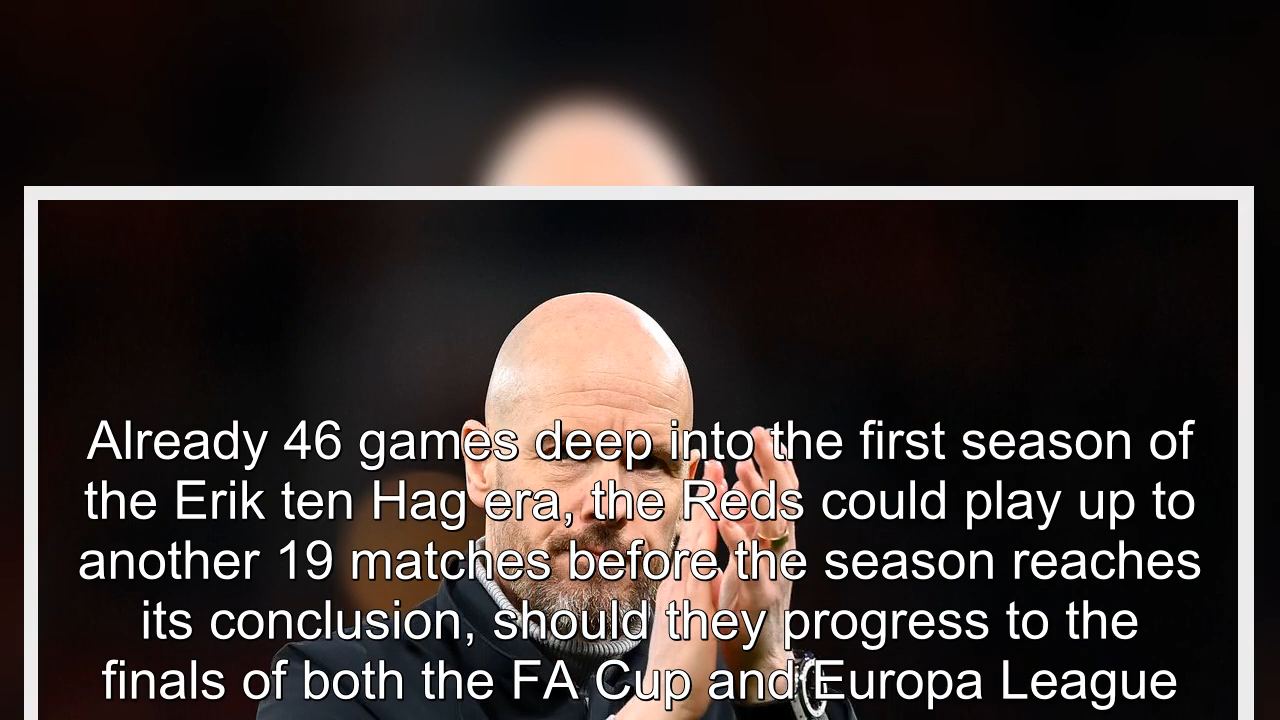 Already 46 games deep into the first season of
the Erik ten Hag era, the Reds could play up to
another 19 matches before the season reaches
its conclusion, should they progress to the
finals of both the FA Cup and Europa League